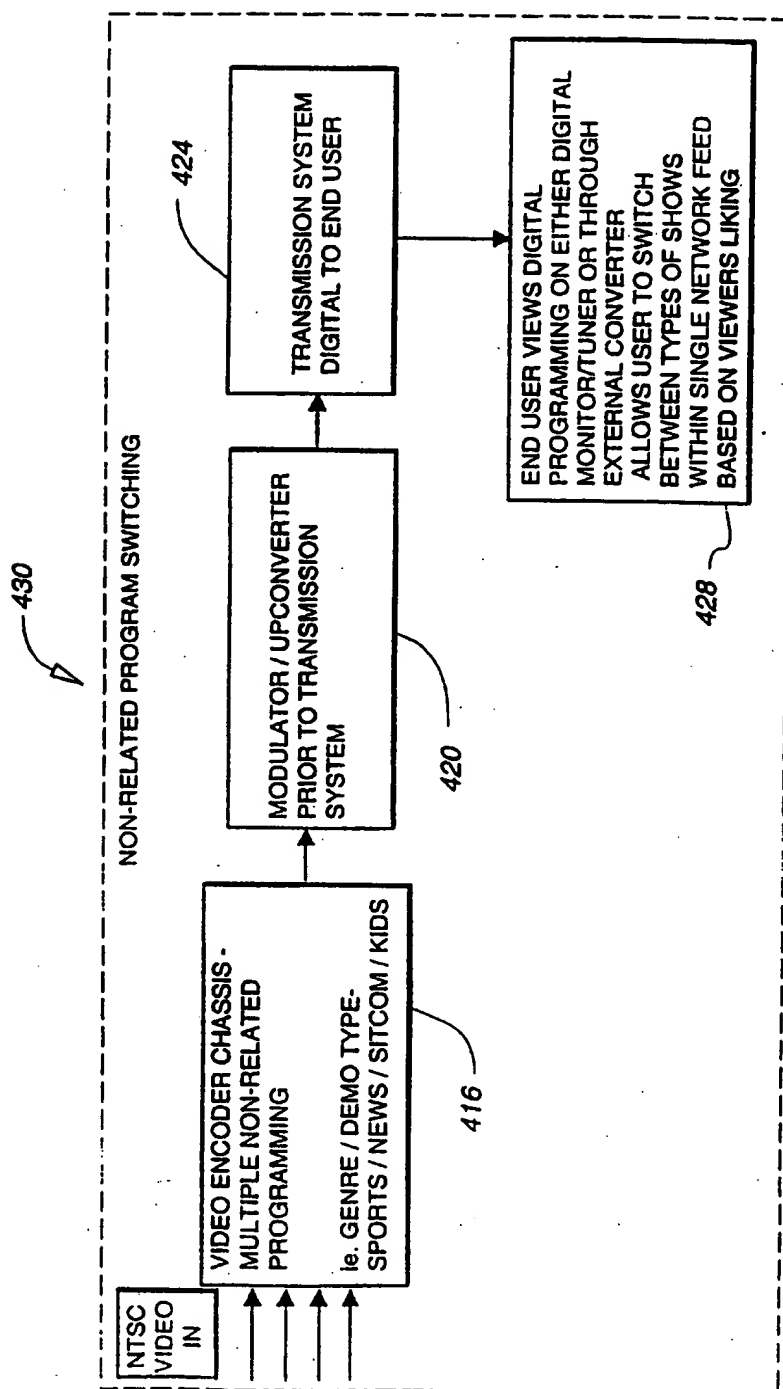 430
NON-RELATED PROGRAM SWITCHING
NTSC
VIDEO
IN
VIDEO ENCODER CHASSIS -
MULTIPLE NON-RELATED
PROGRAMMING
ie. GENRE / DEMO TYPE-
SPORTS / NEWS / SITCOM / KIDS
416
MODULATOR / UPCONVERTER
PRIOR TO TRANSMISSION
SYSTEM
420
TRANSMISSION SYSTEM
DIGITAL TO END USER
424
END USER VIEWS DIGITAL
PROGRAMMING ON EITHER DIGITAL
MONITOR/TUNER OR THROUGH
EXTERNAL CONVERTER
ALLOWS USER TO SWITCH
BETWEEN TYPES OF SHOWS
WITHIN SINGLE NETWORK FEED
BASED ON VIEWERS LIKING
428